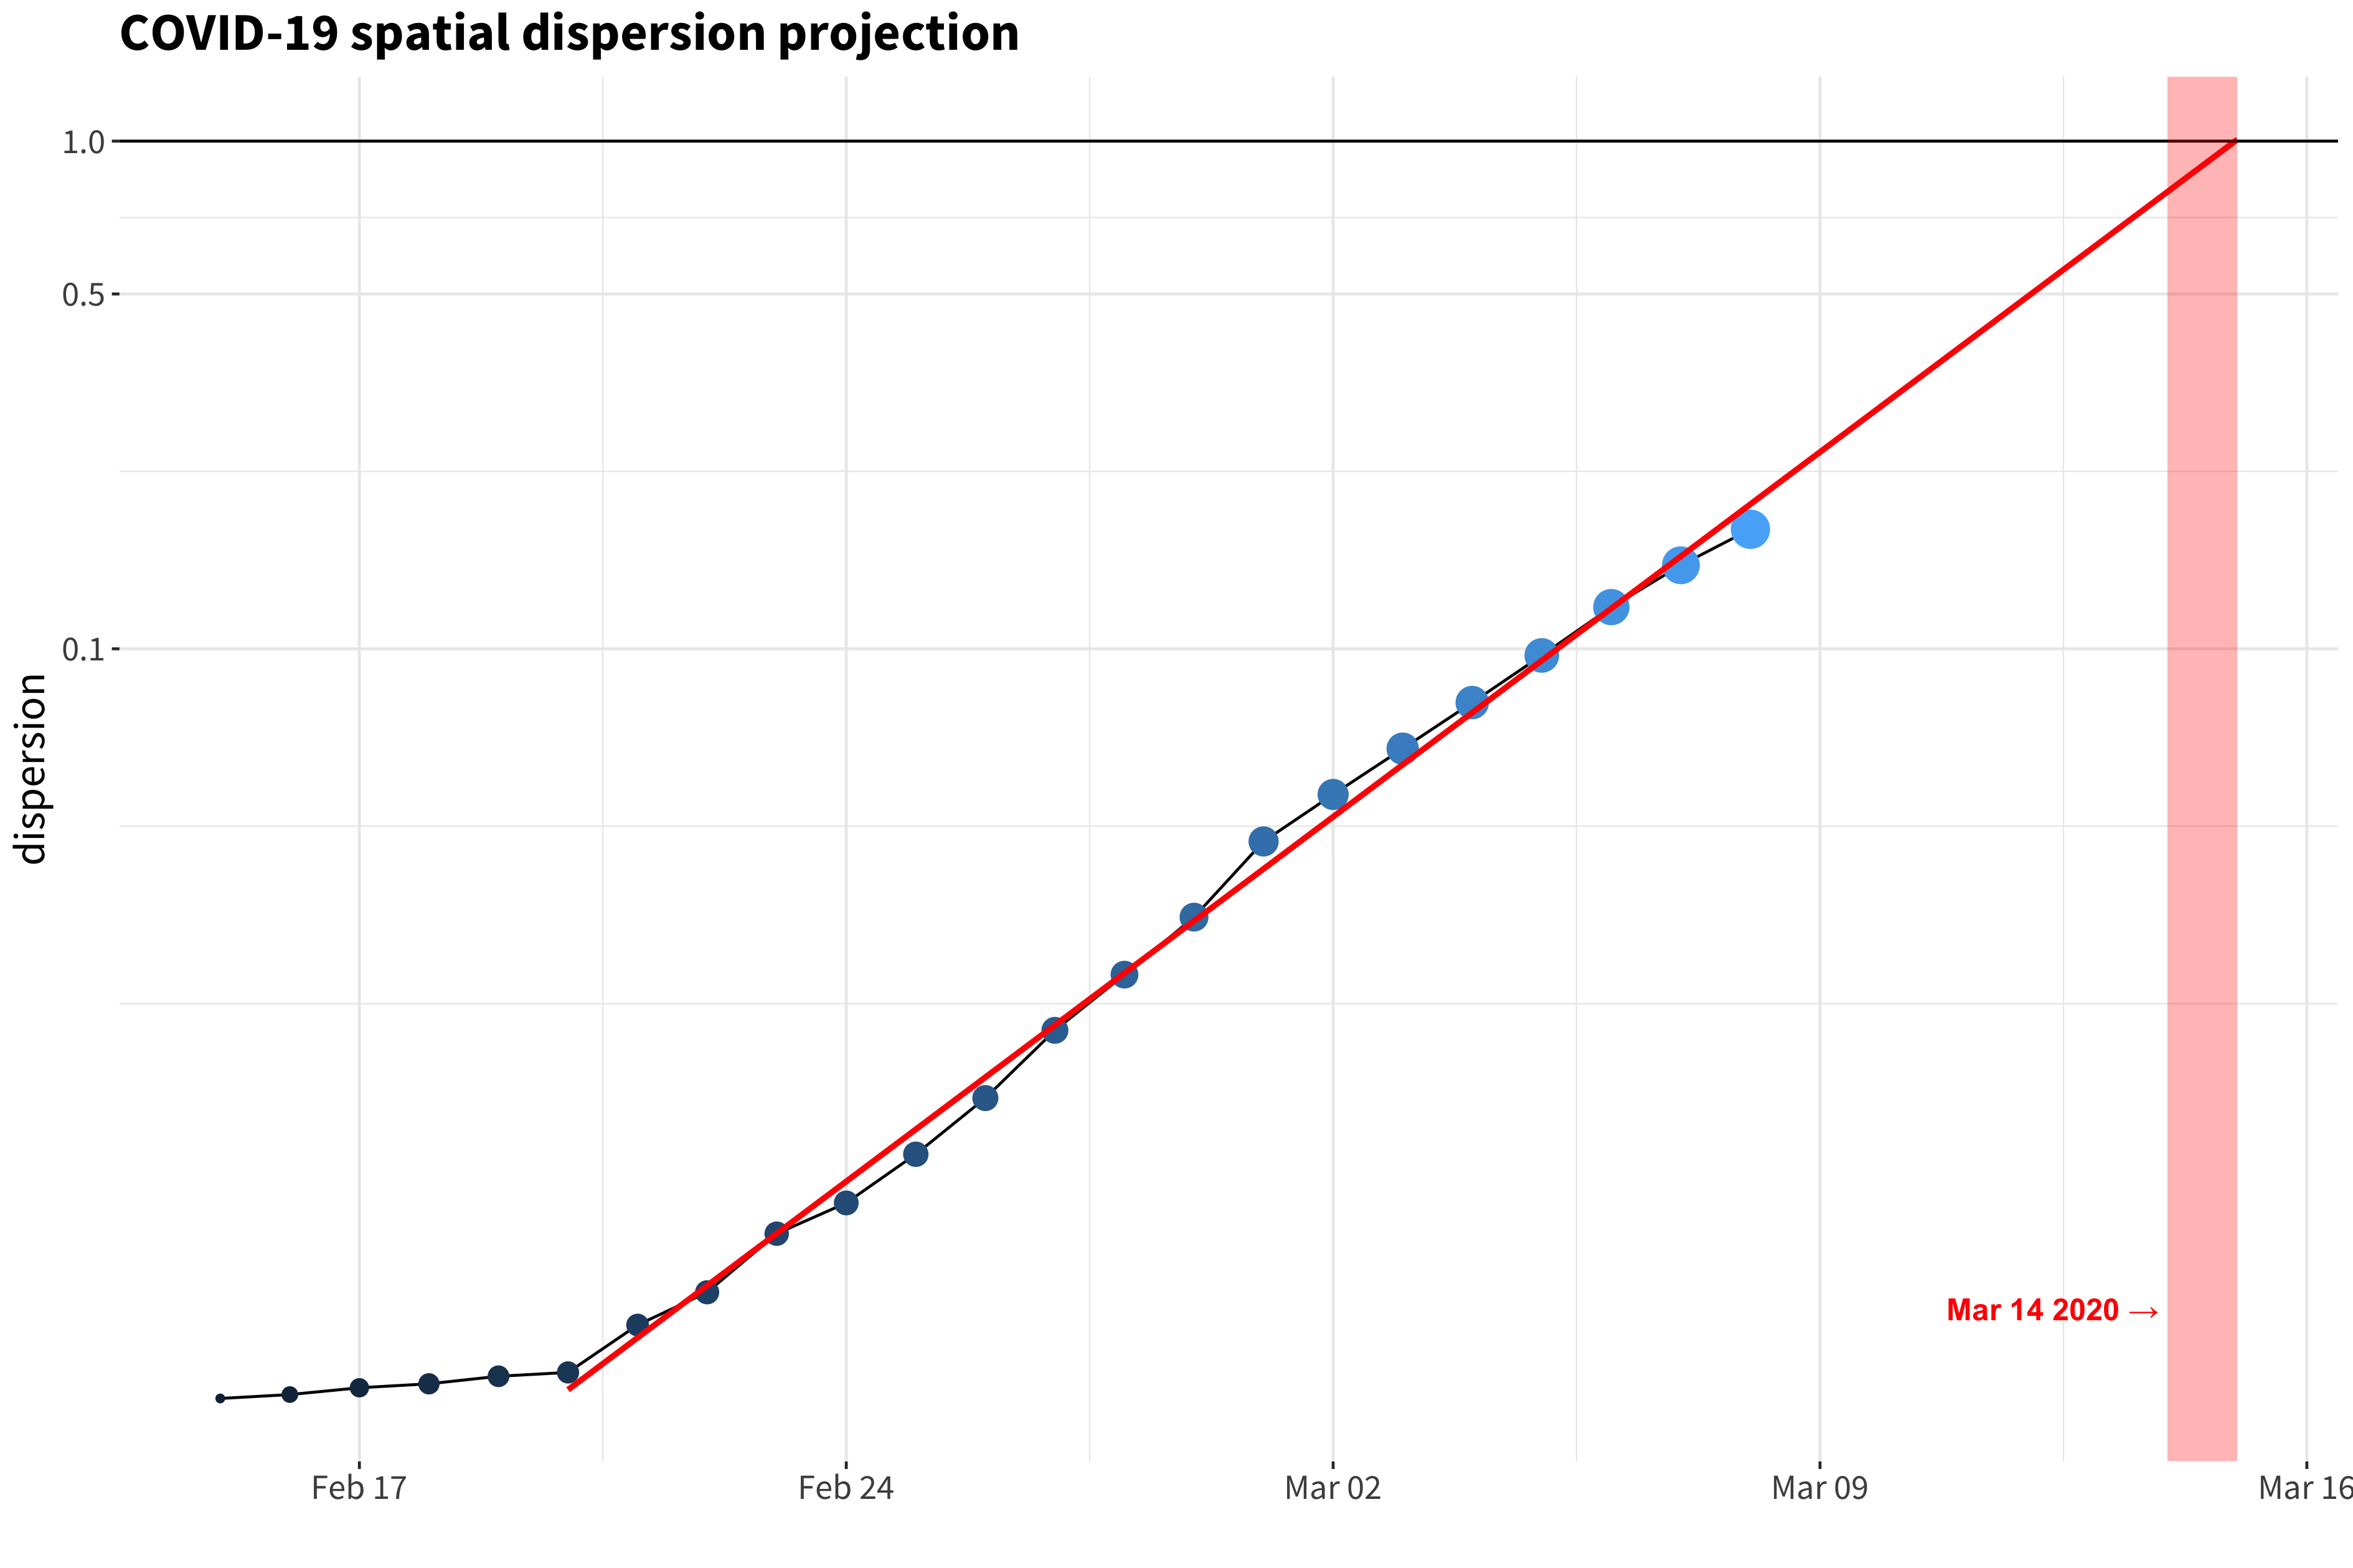 COVID-19 spatial dispersion projection
1.0
0.5
0.1
dispersion
Mar 14 2020 →
Feb 17
Feb 24
Mar 02
Mar 09
Mar 16